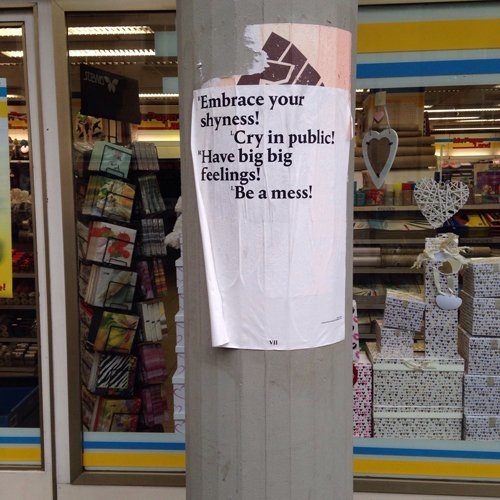 Embrace your
shyness!
Cry in public!
Have big big
feelings!
Be a mess!
VII